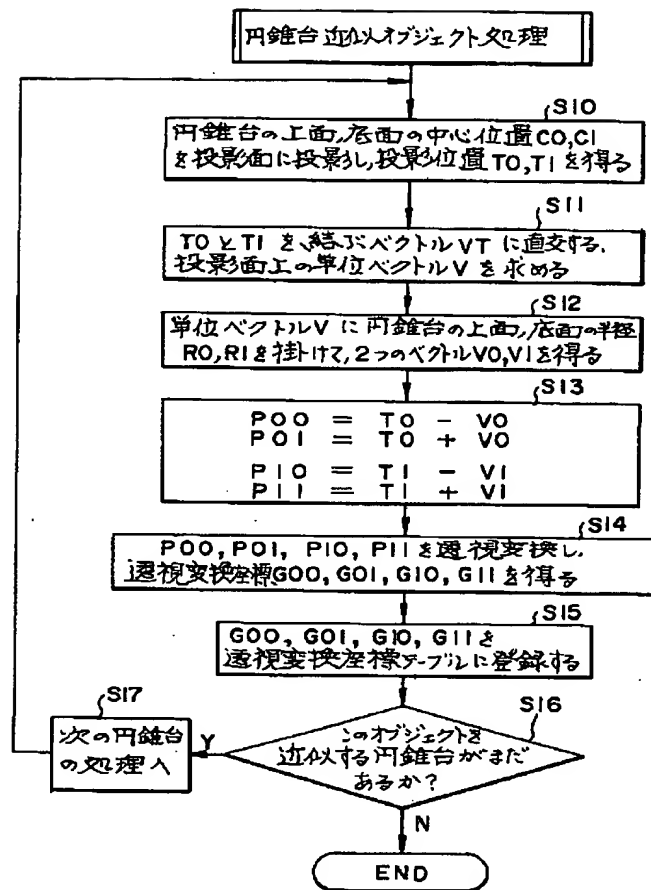 円錐台近似オブジェクト処理
S10
円錐台の上面,底面の中心位置C0,C1
を投影面に投影し,投影位置T0,T1を得る
S11
T0とT1を結ぶベクトルVTに直交する,
投影面上の単位ベクトルVを求める
S12
単位ベクトルVに円錐台の上面,底面の半径
R0,R1を掛けて,2つのベクトルV0,V1を得る
S13
P00 = T0 - V0
P01 = T0 + V0
P10 = T1 - V1
P11 = T1 + V1
S14
P00, P01, P10, P11を透視変換し,
透視変換座標G00, G01, G10, G11を得る
S15
G00, G01, G10, G11を
透視変換座標テーブルに登録する
S16
このオブジェクトを
近似する円錐台がまだ
あるか?
Y
S17
次の円錐台
の処理へ
N
END